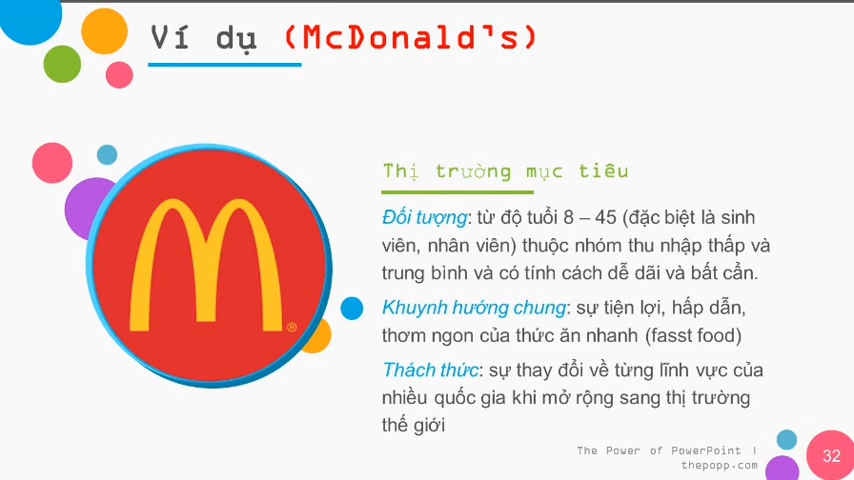 Ví dụ (McDonald's)
Thị trường mục tiêu
Đối tượng: từ độ tuổi 8 – 45 (đặc biệt là sinh
viên, nhân viên) thuộc nhóm thu nhập thấp và
trung bình và có tính cách dễ dãi và bất cẩn.
Khuynh hướng chung: sự tiện lợi, hấp dẫn,
thơm ngon của thức ăn nhanh (fasst food)
Thách thức: sự thay đổi về từng lĩnh vực của
nhiều quốc gia khi mở rộng sang thị trường
thế giới
®
The Power of PowerPoint |
thepopp.com
32